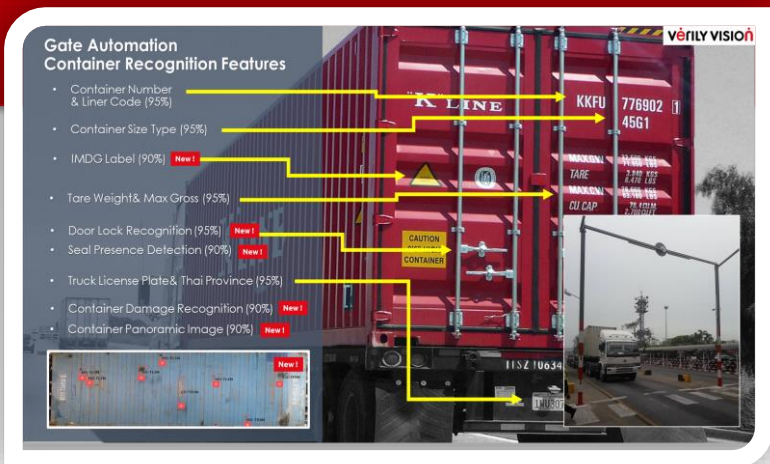 Gate Automation
Container Recognition Features
VERILY VISION
• Container Number
& Liner Code (95%)
• Container Size Type (95%)
• IMDG Label (90%) New!
• Tare Weight& Max Gross (95%)
• Door Lock Recognition (95%) New!
• Seal Presence Detection (90%) New!
• Truck License Plate& Thai Province (95%)
• Container Damage Recognition (90%) New!
• Container Panoramic Image (90%) New!
New!
"K" LINE
KKFU 776902 1
45G1
MAX.GW.
TARE
MAX.CW
CU CAP
CAUTION
CONTAINER